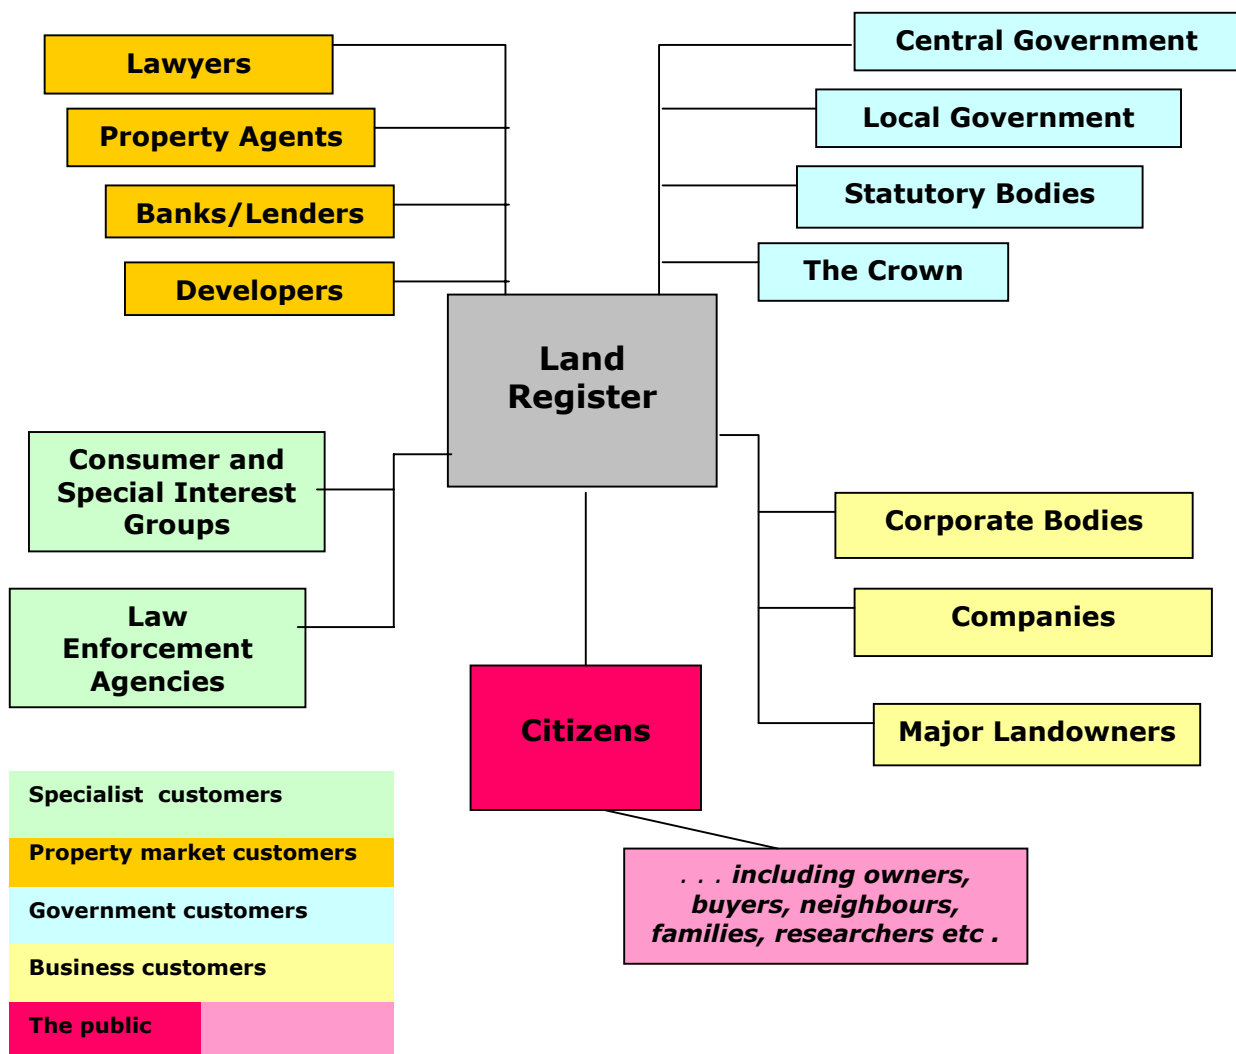 Lawyers
Property Agents
Banks/Lenders
Developers
Central Government
Local Government
Statutory Bodies
The Crown
Land
Register
Consumer and
Special Interest
Groups
Law
Enforcement
Agencies
Corporate Bodies
Companies
Major Landowners
Citizens
. . . including owners,
buyers, neighbours,
families, researchers etc .
Specialist customers
Property market customers
Government customers
Business customers
The public